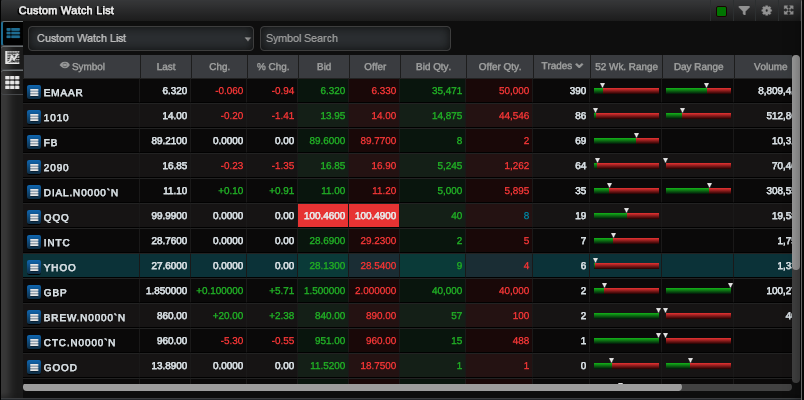 Custom Watch List
Custom Watch List Symbol Search
Symbol Last Chg. % Chg. Bid Offer Bid Qty. Offer Qty. Trades 52 Wk. Range Day Range Volume
EMAAR 6.320 -0.060 -0.94 6.320 6.330 35,471 50,000 390 8,809,4
1010 14.00 -0.20 -1.41 13.95 14.00 14,875 44,546 86 512,8
FB 89.2100 0.0000 0.00 89.6000 89.7700 8 2 69 10,3
2090 16.85 -0.23 -1.35 16.85 16.90 5,245 1,262 64 70,4
DIAL.N0000`N 11.10 +0.10 +0.91 11.00 11.20 5,000 5,895 35 308,5
QQQ 99.9900 0.0000 0.00 100.4600 100.4900 40 8 19 19,5
INTC 28.7600 0.0000 0.00 28.6900 29.2300 2 5 7 1,7
YHOO 27.6000 0.0000 0.00 28.1300 28.5400 9 4 6 1,3
GBP 1.850000 +0.100000 +5.71 1.500000 2.000000 40,000 40,000 2 100,2
BREW.N0000`N 860.00 +20.00 +2.38 840.00 890.00 57 100 2 4
CTC.N0000`N 960.00 -5.30 -0.55 951.00 960.00 15 488 1
GOOD 13.8900 0.0000 0.00 11.5200 18.7500 1 1 0